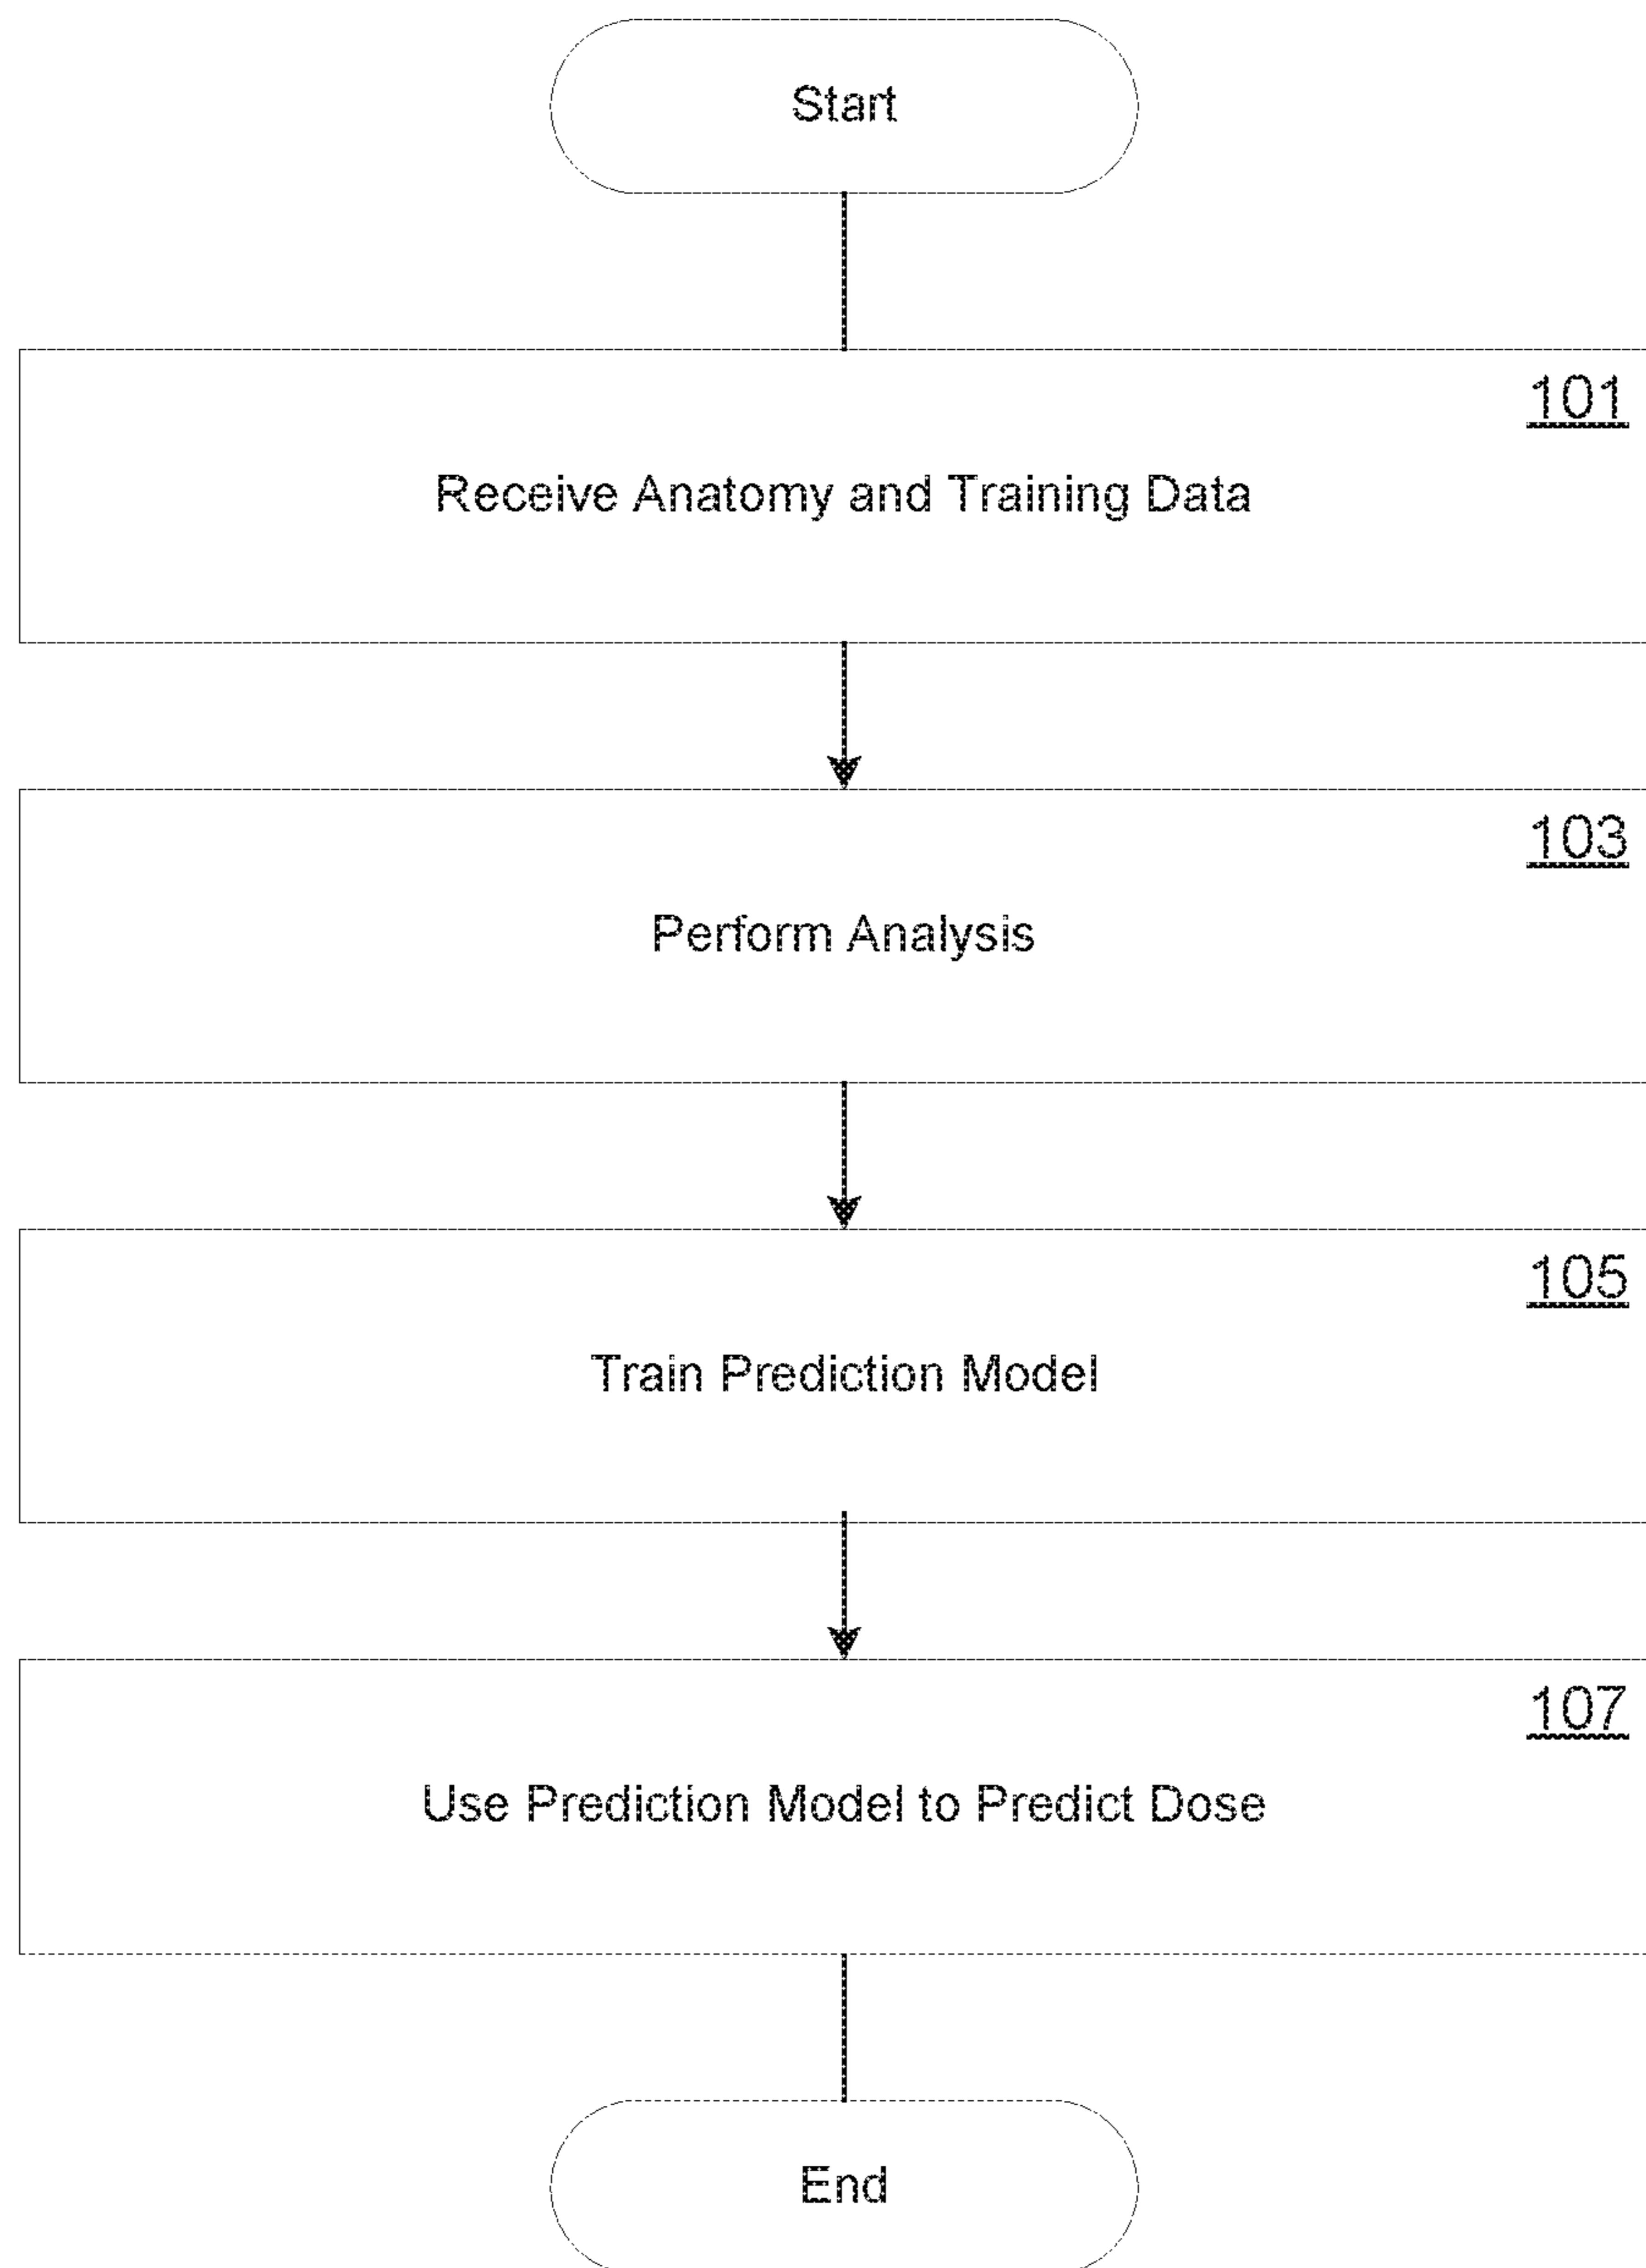 Start
101
Receive Anatomy and Training Data
103
Perform Analysis
105
Train Prediction Model
107
Use Prediction Model to Predict Dose
End